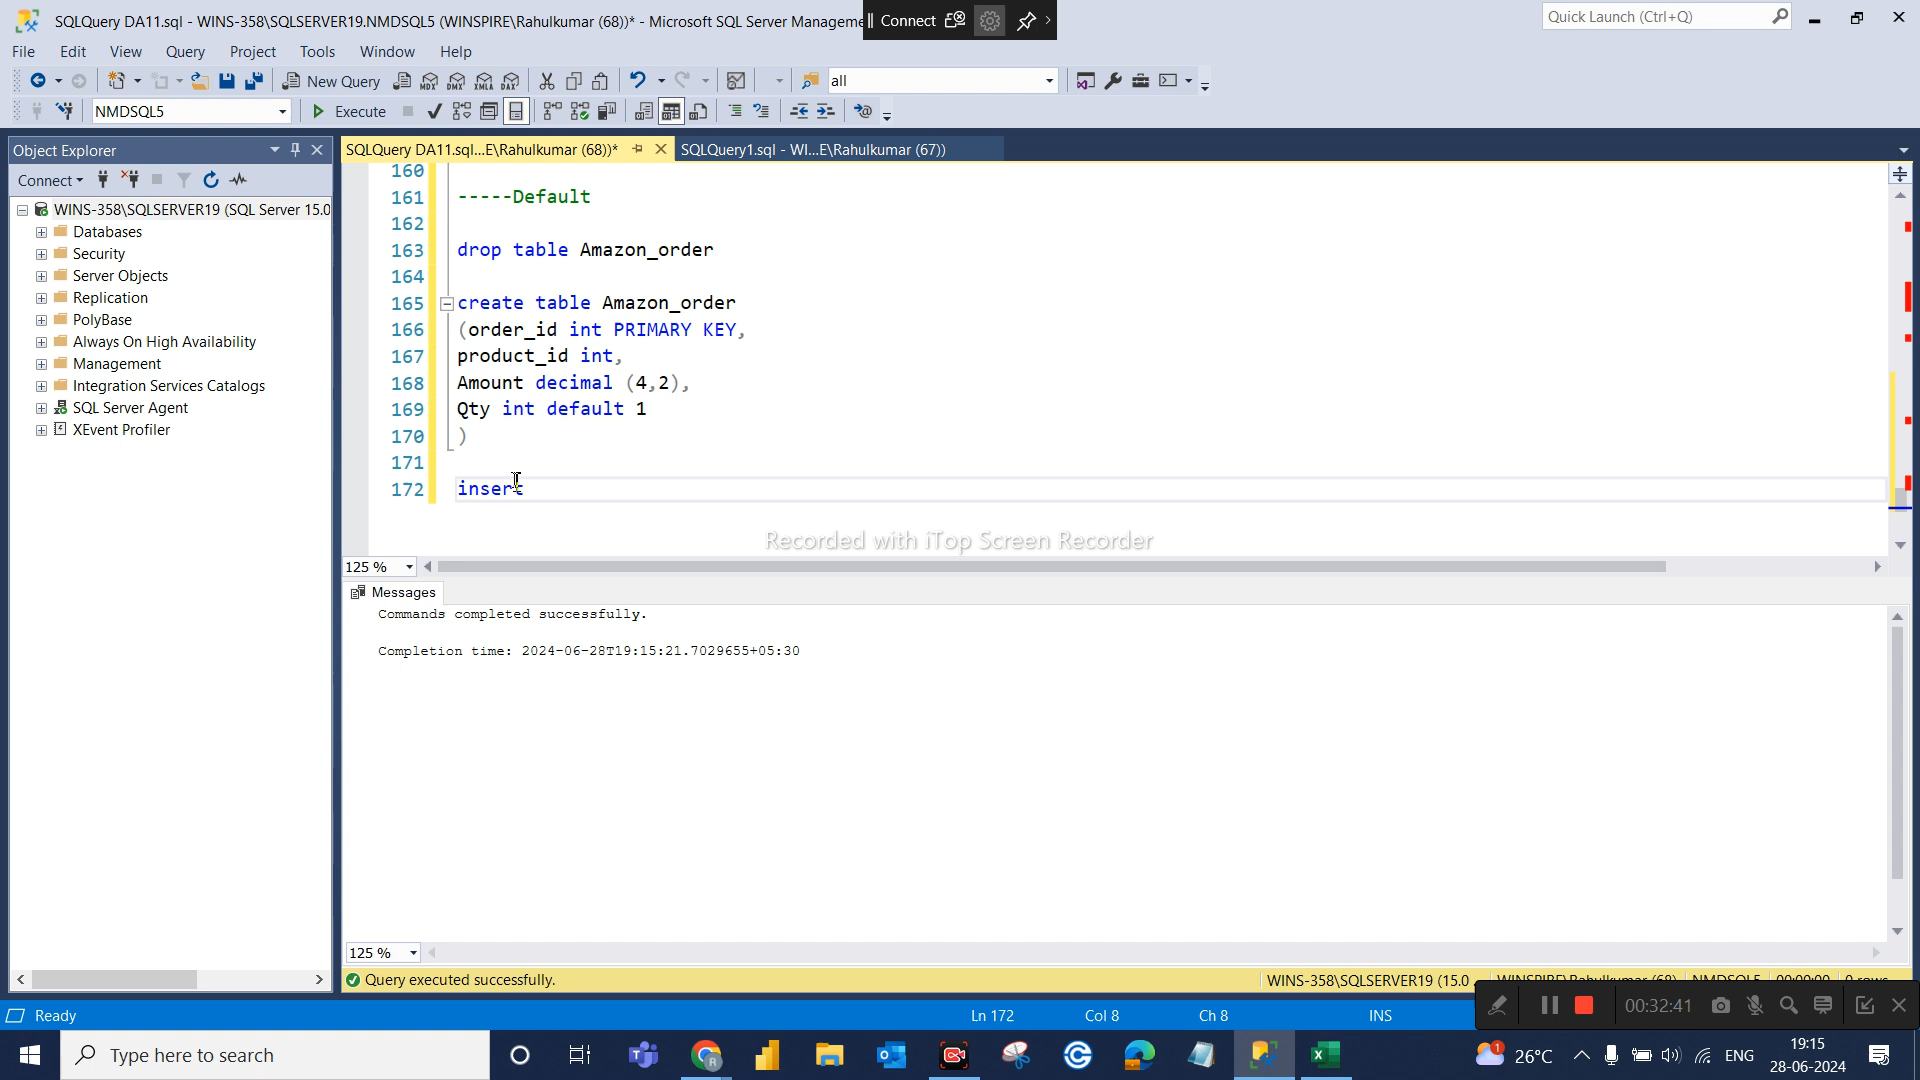 SQLQuery DA11.sql - WINS-358\SQLSERVER19.NMDSQL5 (WINSPIRE\Rahulkumar (68))* - Microsoft SQL Server Manageme
Connect
Quick Launch (Ctrl+Q)
File Edit View Query Project Tools Window Help
New Query
all
NMDSQL5
Execute
Object Explorer
SQLQuery DA11.sql...E\Rahulkumar (68))*
SQLQuery1.sql - WI...E\Rahulkumar (67))
Connect
WINS-358\SQLSERVER19 (SQL Server 15.0
Databases
Security
Server Objects
Replication
PolyBase
Always On High Availability
Management
Integration Services Catalogs
SQL Server Agent
XEvent Profiler
160
161 -----Default
162
163 drop table Amazon_order
164
165 create table Amazon_order
166 (order_id int PRIMARY KEY,
167 product_id int,
168 Amount decimal (4,2),
169 Qty int default 1
170 )
171
172 insert
Recorded with iTop Screen Recorder
125 %
Messages
Commands completed successfully.
Completion time: 2024-06-28T19:15:21.7029655+05:30
125 %
Query executed successfully.
WINS-358\SQLSERVER19 (15.0 ... WINSPIRE\Rahulkumar (68) NMDSQL5 00:00:00 0 rows
00:32:41
Ready
Ln 172 Col 8 Ch 8 INS
Type here to search
26°C
ENG
19:15
28-06-2024